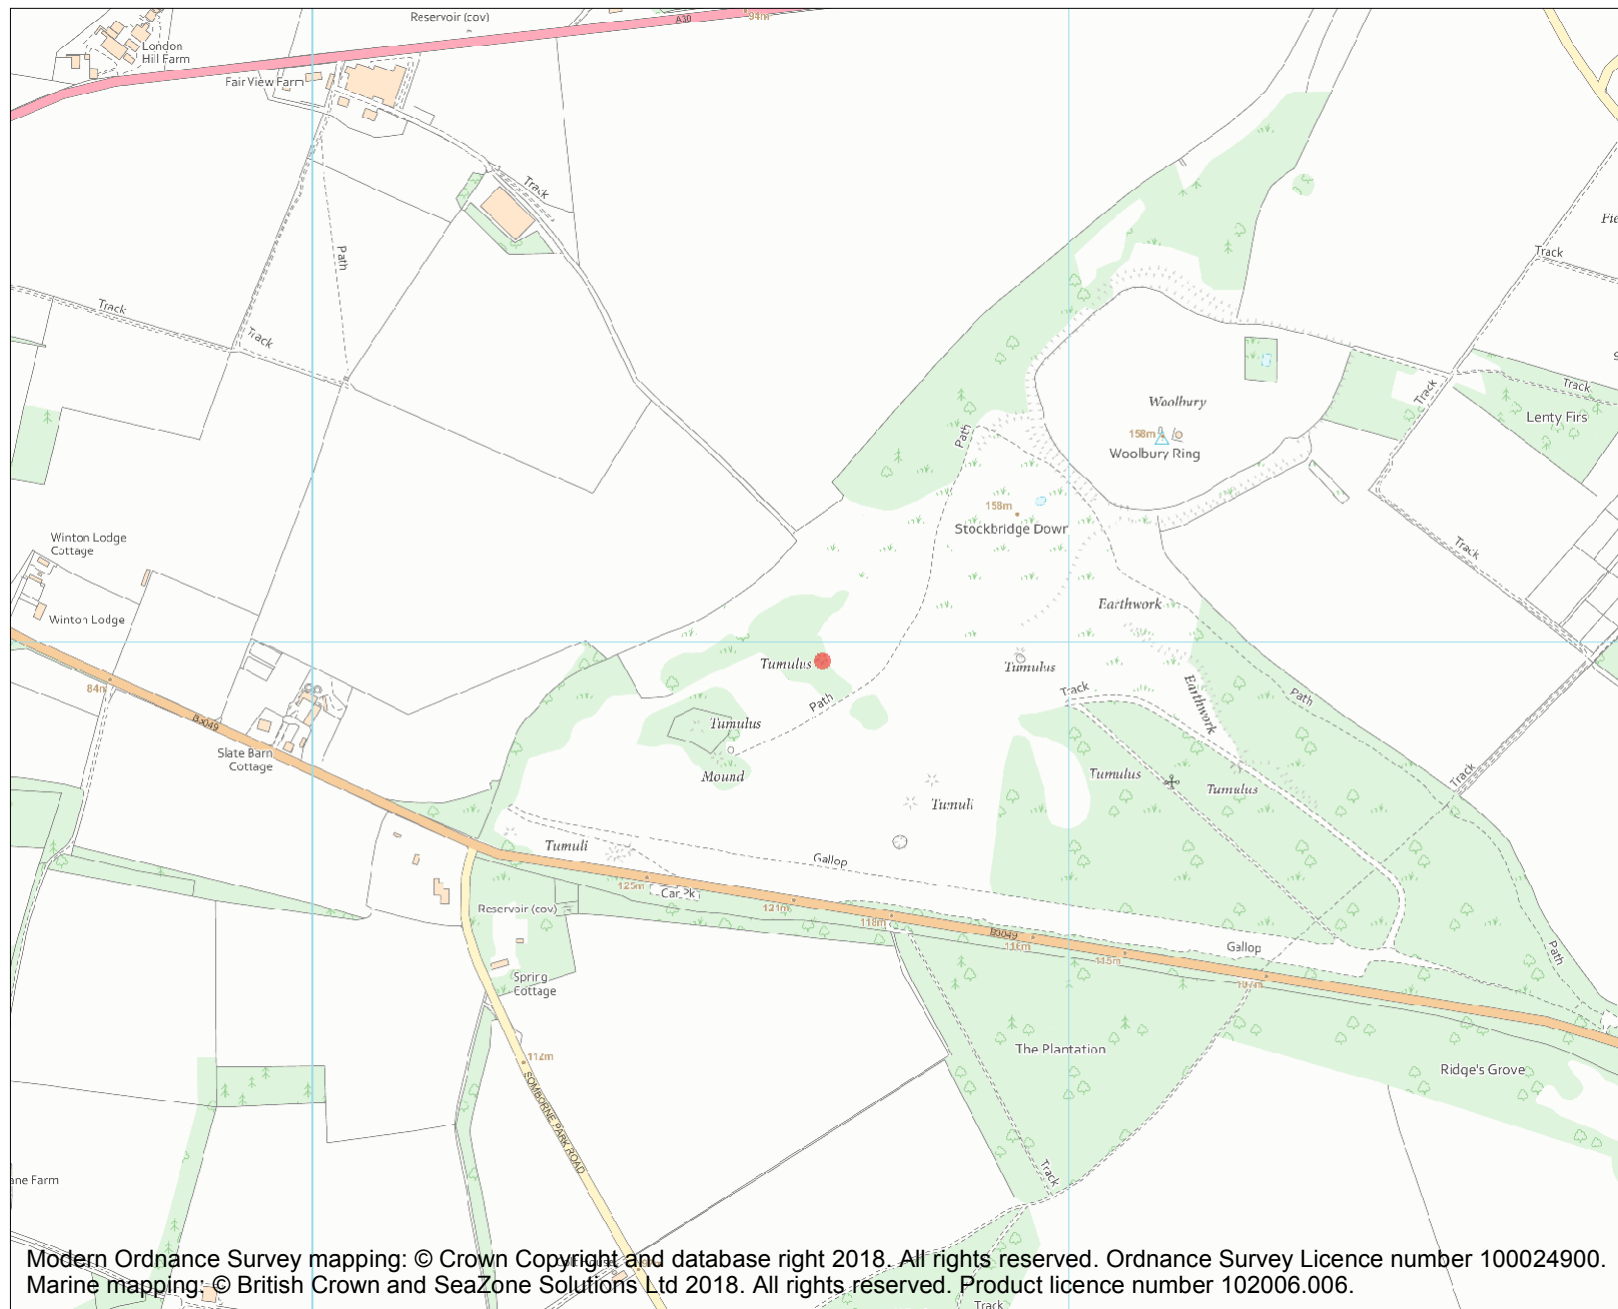 Reservoir (cov)
A30
94m
London
Hill Farm
Fair View Farm
Track
Path
Track
Track
Track
Track
Track
Lenty Firs
Woolbury
158m
Woolbury Ring
Path
158m
Stockbridge Down
Track
Winton Lodge
Cottage
Winton Lodge
Earthwork
Tumulus
Tumulus
Track
Path
Earthwork
Path
84m
B3049
Tumulus
Slate Barn
Cottage
Mound
Tumulus
Tumulus
Track
Tumuli
Tumuli
Gallop
125m
Car Pk
121m
118m
B3049
116m
115m
Gallop
107m
Path
Reservoir (cov)
Spring
Cottage
112m
The Plantation
Ridge's Grove
SOMBORNE PARK ROAD
Track
ane Farm
Modern Ordnance Survey mapping: © Crown Copyright and database right 2018. All rights reserved. Ordnance Survey Licence number 100024900.
Marine mapping: © British Crown and SeaZone Solutions Ltd 2018. All rights reserved. Product licence number 102006.006.
Track